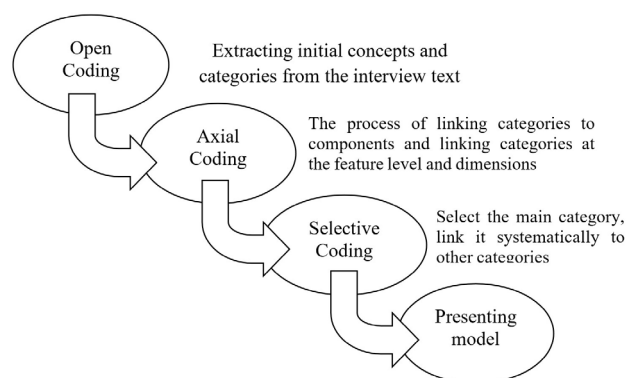 Open
Coding
Extracting initial concepts and
categories from the interview text
Axial
Coding
The process of linking categories to
components and linking categories at
the feature level and dimensions
Selective
Coding
Select the main category,
link it systematically to
other categories
Presenting
model